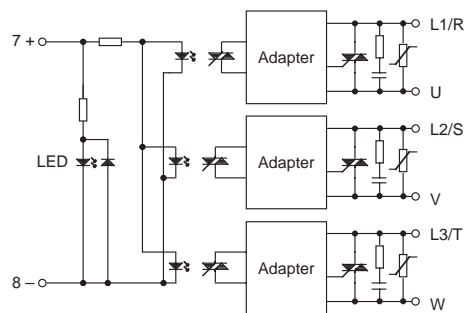 7 +
L1/R
Adapter
U
L2/S
LED
Adapter
V
L3/T
Adapter
8 –
W